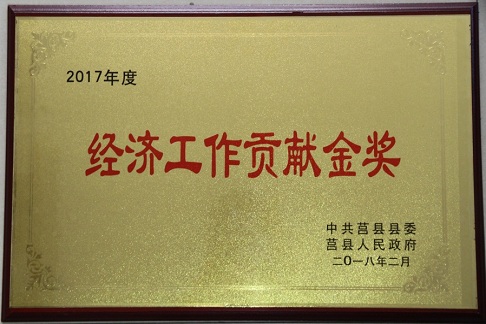 2017年度
经济工作贡献金奖
中共莒县县委
莒县人民政府
二〇一八年二月